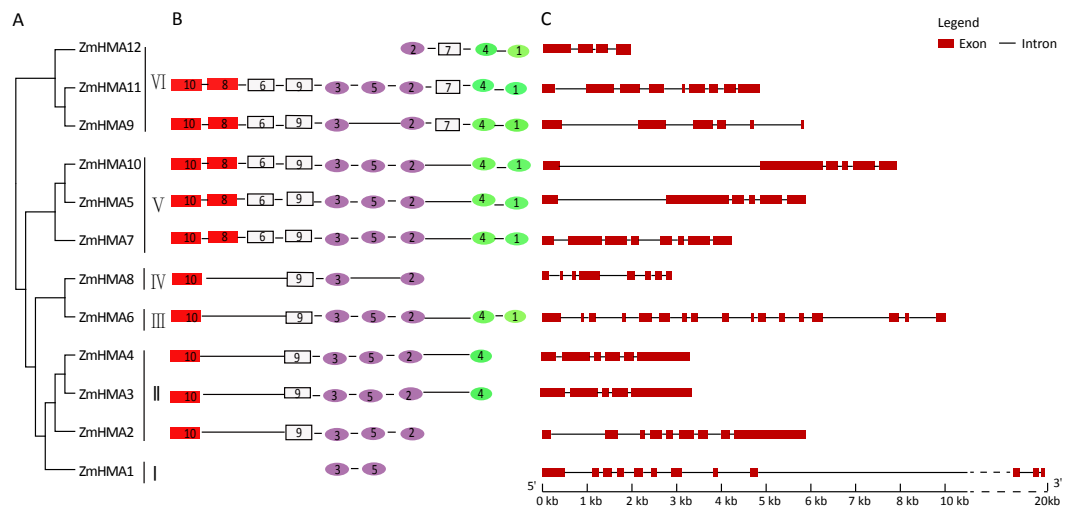 A
B
C
Legend
Exon
Intron
ZmHMA12
2 7 4 1
ZmHMA11
VI
10 8 6 9 3 5 2 7 4 1
ZmHMA9
10 8 6 9 3 2 7 4 1
ZmHMA10
10 8 6 9 3 5 2 4 1
ZmHMA5
V
10 8 6 9 3 5 2 4 1
ZmHMA7
10 8 6 9 3 5 2 4 1
ZmHMA8
IV
10 9 3 2
ZmHMA6
III
10 9 3 5 2 4 1
ZmHMA4
10 9 3 5 2 4
ZmHMA3
II
10 9 3 5 2 4
ZmHMA2
10 9 3 5 2
ZmHMA1
I
3 5
5' 3'
0 kb 1 kb 2 kb 3 kb 4 kb 5 kb 6 kb 7 kb 8 kb 10 kb 20kb